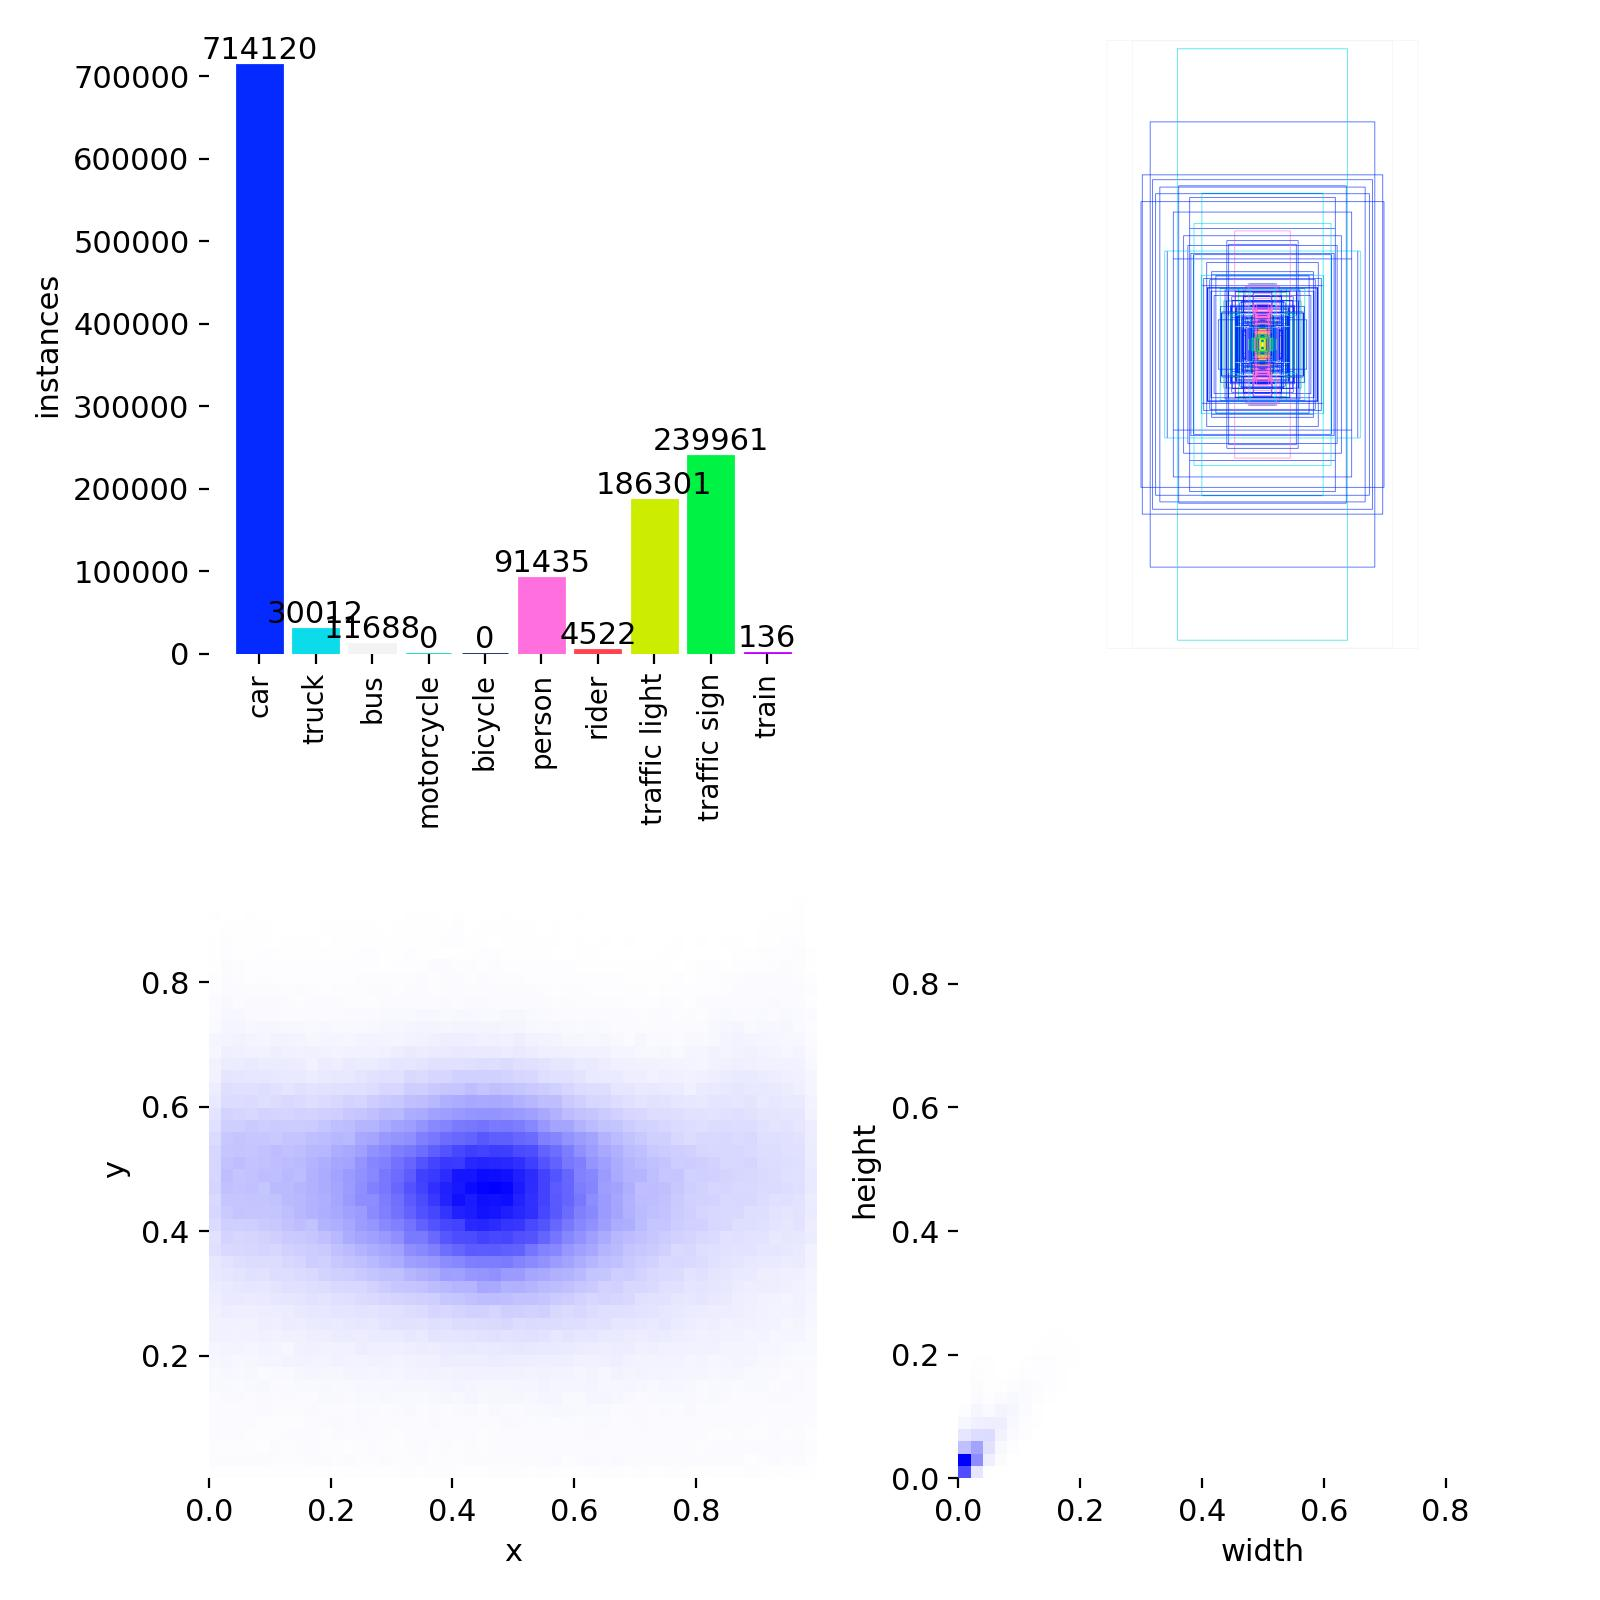 714120
700000
600000
500000
400000
300000
200000
100000
0
instances
30012
11688
0
0
91435
4522
186301
239961
136
car
truck
bus
motorcycle
bicycle
person
rider
traffic light
traffic sign
train
0.8
0.6
0.4
0.2
y
0.0 0.2 0.4 0.6 0.8
x
0.8
0.6
0.4
0.2
0.0
height
0.0 0.2 0.4 0.6 0.8
width